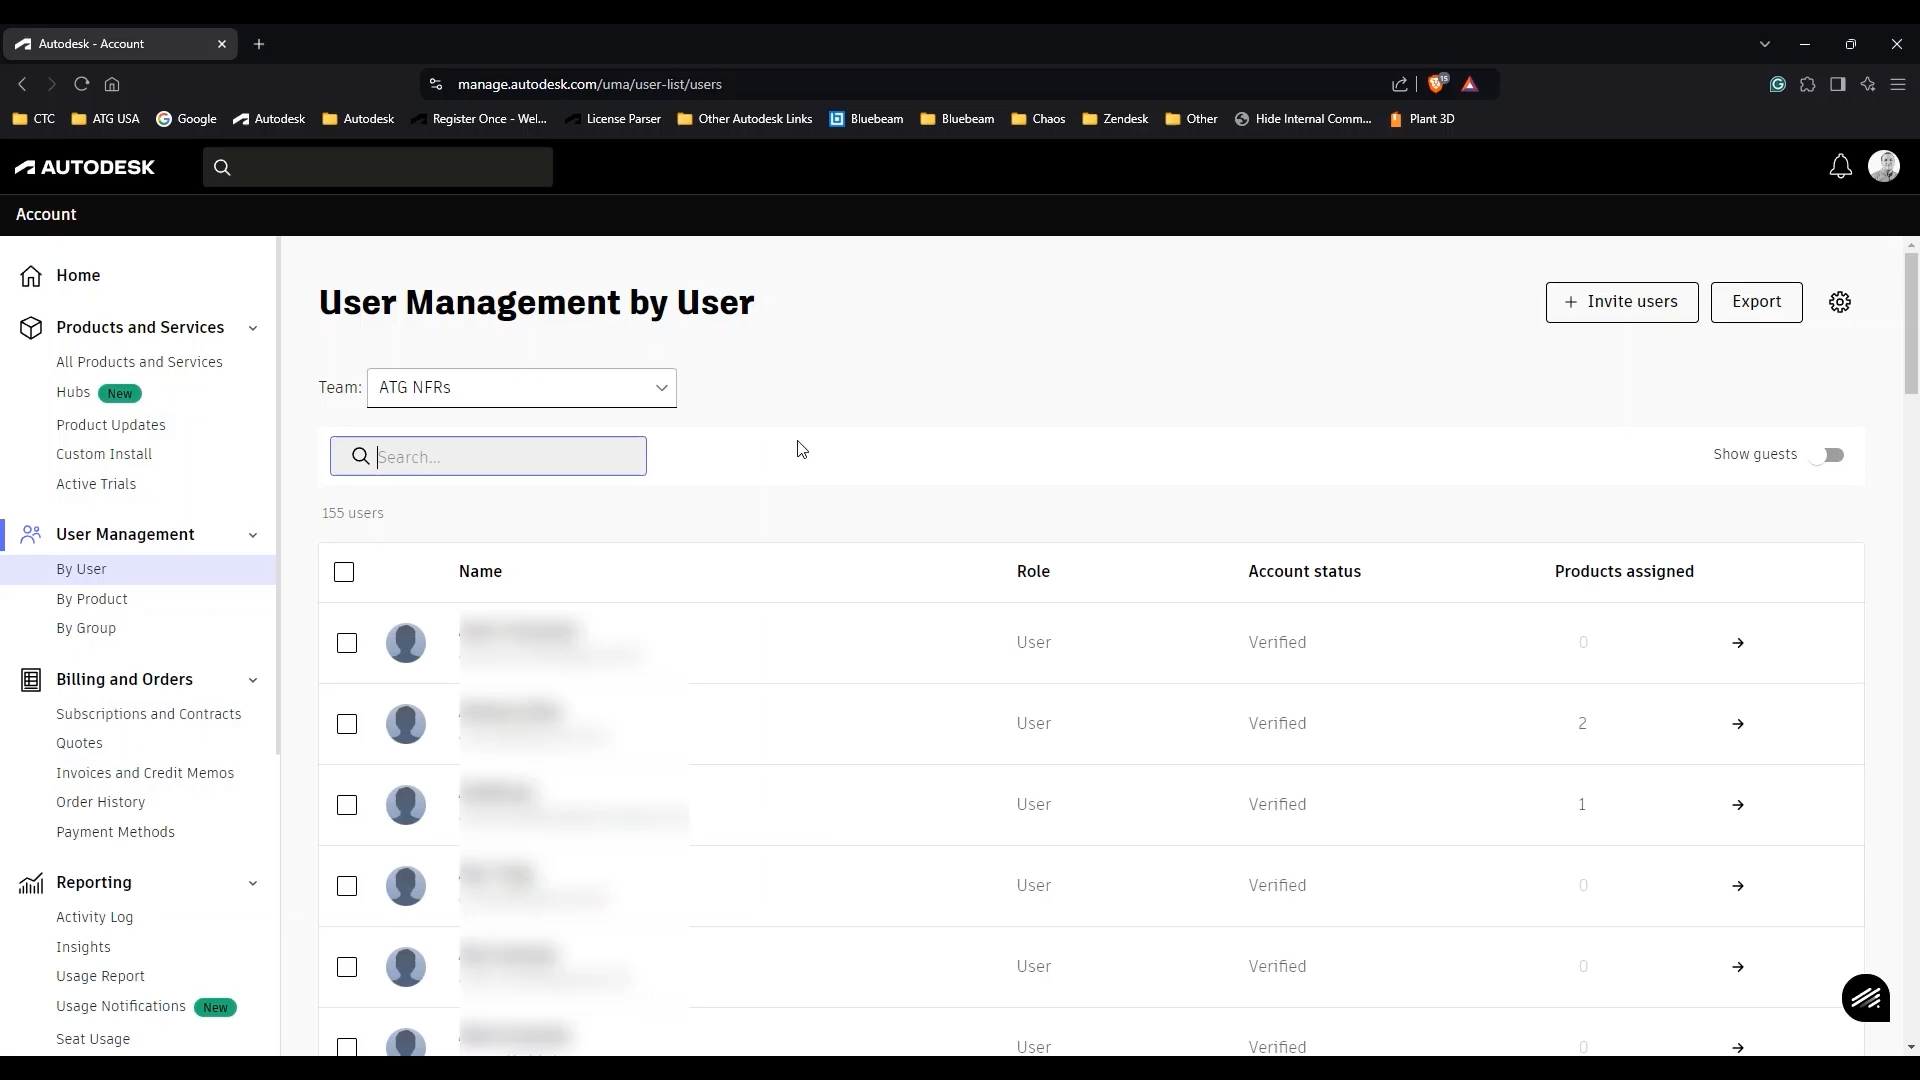 Autodesk - Account
manage.autodesk.com/uma/user-list/users
15
CTC
ATG USA
Google
Autodesk
Autodesk
Register Once - Wel...
License Parser
Other Autodesk Links
Bluebeam
Bluebeam
Chaos
Zendesk
Other
Hide Internal Comm...
Plant 3D
AUTODESK
Account
Home
Products and Services
All Products and Services
Hubs New
Product Updates
Custom Install
Active Trials
User Management
By User
By Product
By Group
Billing and Orders
Subscriptions and Contracts
Quotes
Invoices and Credit Memos
Order History
Payment Methods
Reporting
Activity Log
Insights
Usage Report
Usage Notifications New
Seat Usage
User Management by User
+ Invite users
Export
Team: ATG NFRs
Search...
Show guests
155 users
Name Role Account status Products assigned
User Verified 0
User Verified 2
User Verified 1
User Verified 0
User Verified 0
User Verified 0